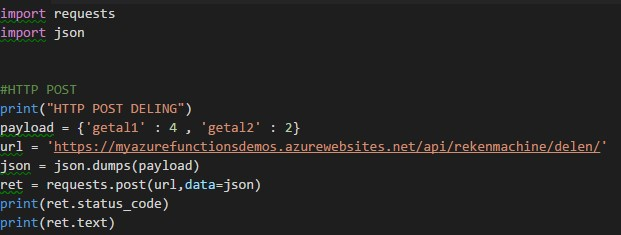 import requests
import json
#HTTP POST
print("HTTP POST DELING")
payload = {'getal1' : 4 , 'getal2' : 2}
url = 'https://myazurefunctionsdemos.azurewebsites.net/api/rekenmachine/delen/'
json = json.dumps(payload)
ret = requests.post(url,data=json)
print(ret.status_code)
print(ret.text)